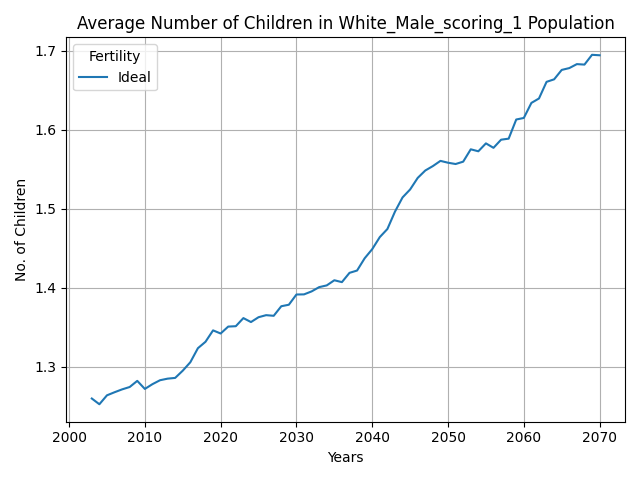 Average Number of Children in White_Male_scoring_1 Population
Fertility
Ideal
No. of Children
1.7
1.6
1.5
1.4
1.3
2000 2010 2020 2030 2040 2050 2060 2070
Years